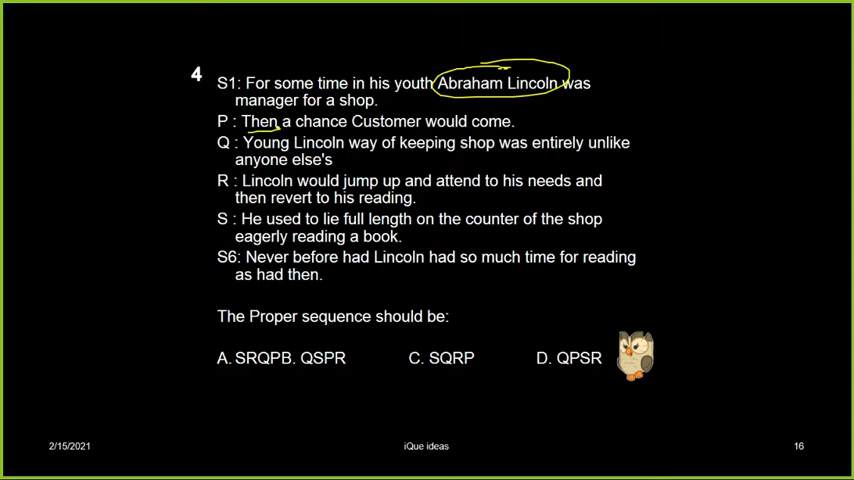 4
S1: For some time in his youth Abraham Lincoln was
manager for a shop.
P : Then a chance Customer would come.
Q : Young Lincoln way of keeping shop was entirely unlike
anyone else's
R : Lincoln would jump up and attend to his needs and
then revert to his reading.
S : He used to lie full length on the counter of the shop
eagerly reading a book.
S6: Never before had Lincoln had so much time for reading
as had then.
The Proper sequence should be:
A. SRQPB. QSPR C. SQRP D. QPSR
2/15/2021 iQue ideas 16